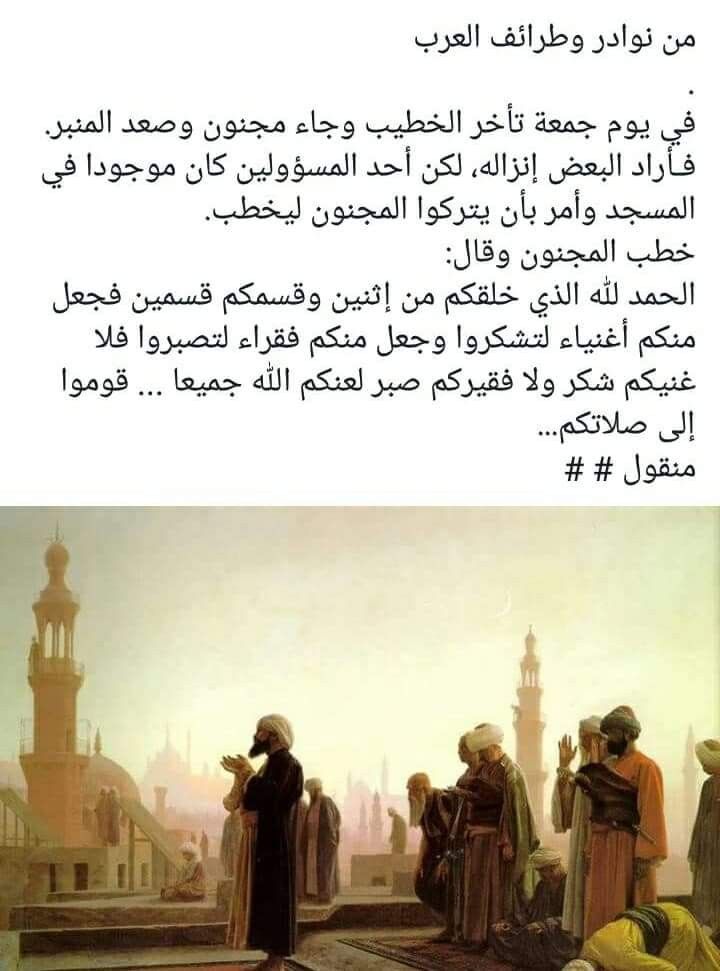 من نوادر وطرائف العرب
.
في يوم جمعة تأخر الخطيب وجاء مجنون وصعد المنبر.
فـأراد البعض إنزاله، لكن أحد المسؤولين كان موجودا في
المسجد وأمر بأن يتركوا المجنون ليخطب.
خطب المجنون وقال:
الحمد لله الذي خلقكم من إثنين وقسمكم قسمين فجعل
منكم أغنياء لتشكروا وجعل منكم فقراء لتصبروا فلا
غنيكم شكر ولا فقيركم صبر لعنكم الله جميعا ... قوموا
إلى صلاتكم...
منقول # #